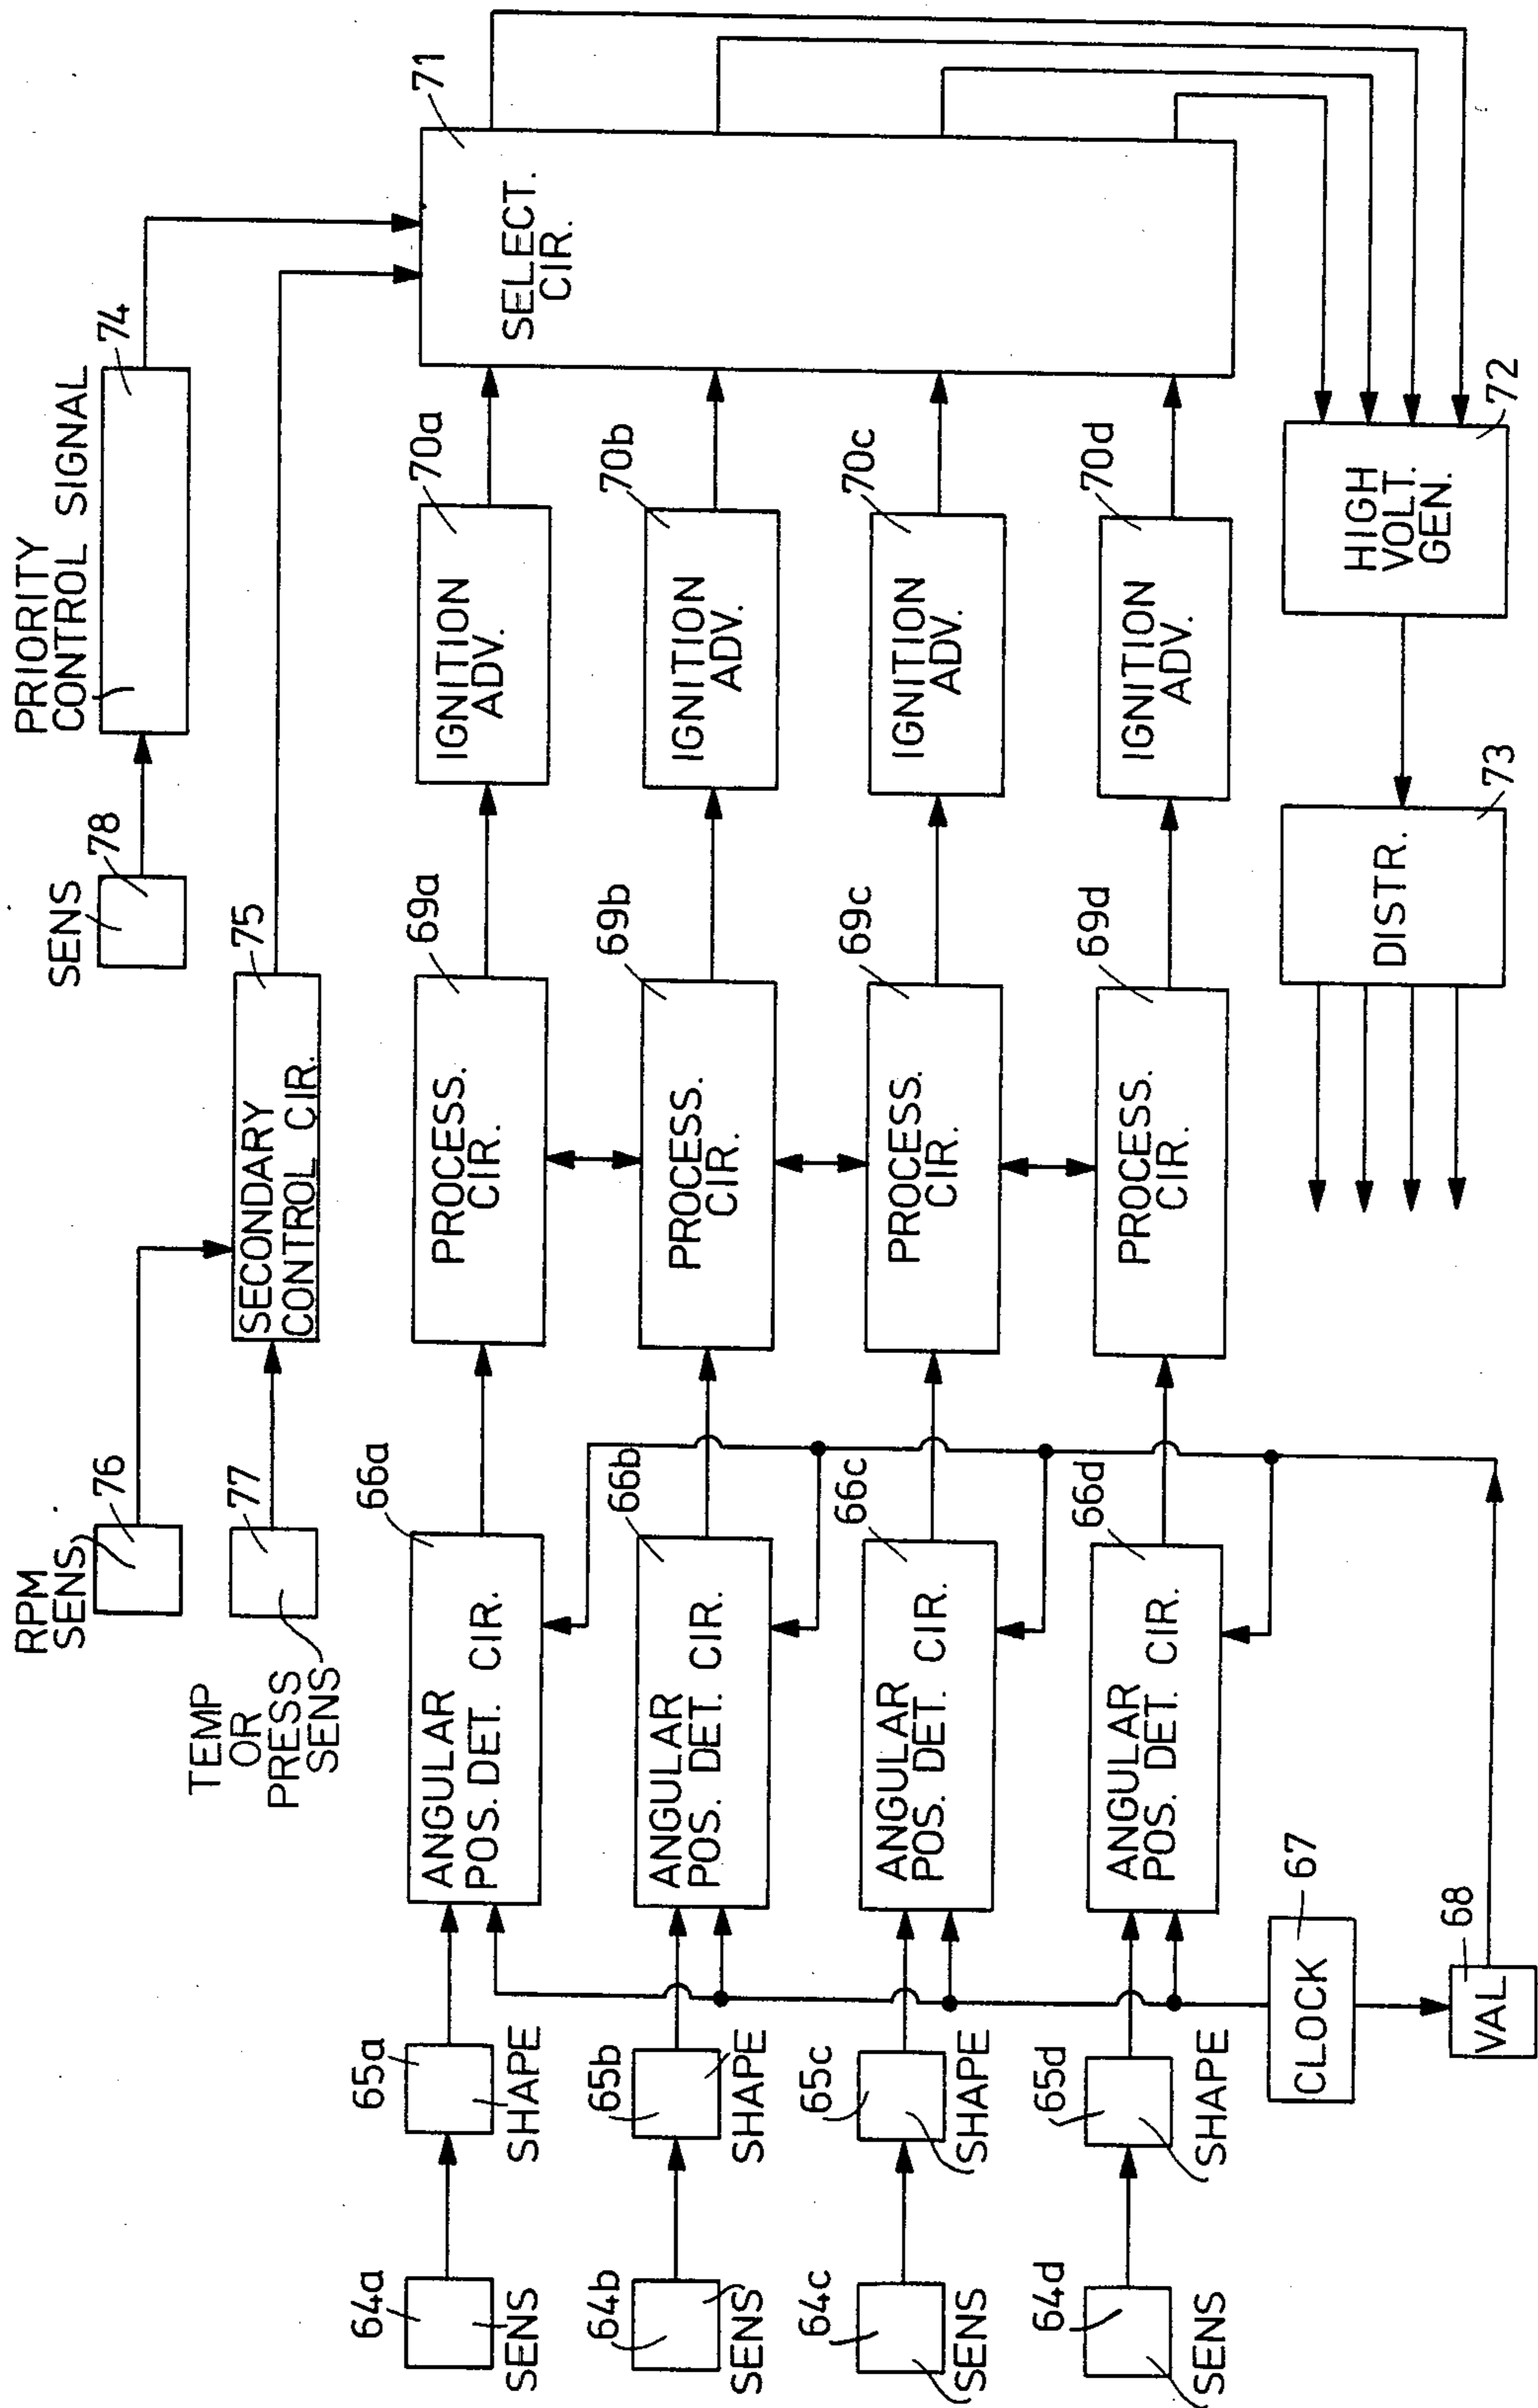 PRIORITY
CONTROL SIGNAL
74
SENS
78
RPM
SENS
76
SECONDARY
CONTROL CIR.
75
TEMP
OR
PRESS
SENS
77
71
SELECT.
CIR.
64a
SENS
65a
SHAPE
66a
ANGULAR
POS. DET. CIR.
69a
PROCESS.
CIR.
70a
IGNITION
ADV.
64b
SENS
65b
SHAPE
66b
ANGULAR
POS. DET. CIR.
69b
PROCESS.
CIR.
70b
IGNITION
ADV.
64c
SENS
65c
SHAPE
66c
ANGULAR
POS. DET. CIR.
69c
PROCESS.
CIR.
70c
IGNITION
ADV.
64d
SENS
65d
SHAPE
66d
ANGULAR
POS. DET. CIR.
69d
PROCESS.
CIR.
70d
IGNITION
ADV.
67
CLOCK
68
VAL
DISTR.
73
HIGH
VOLT.
GEN.
72